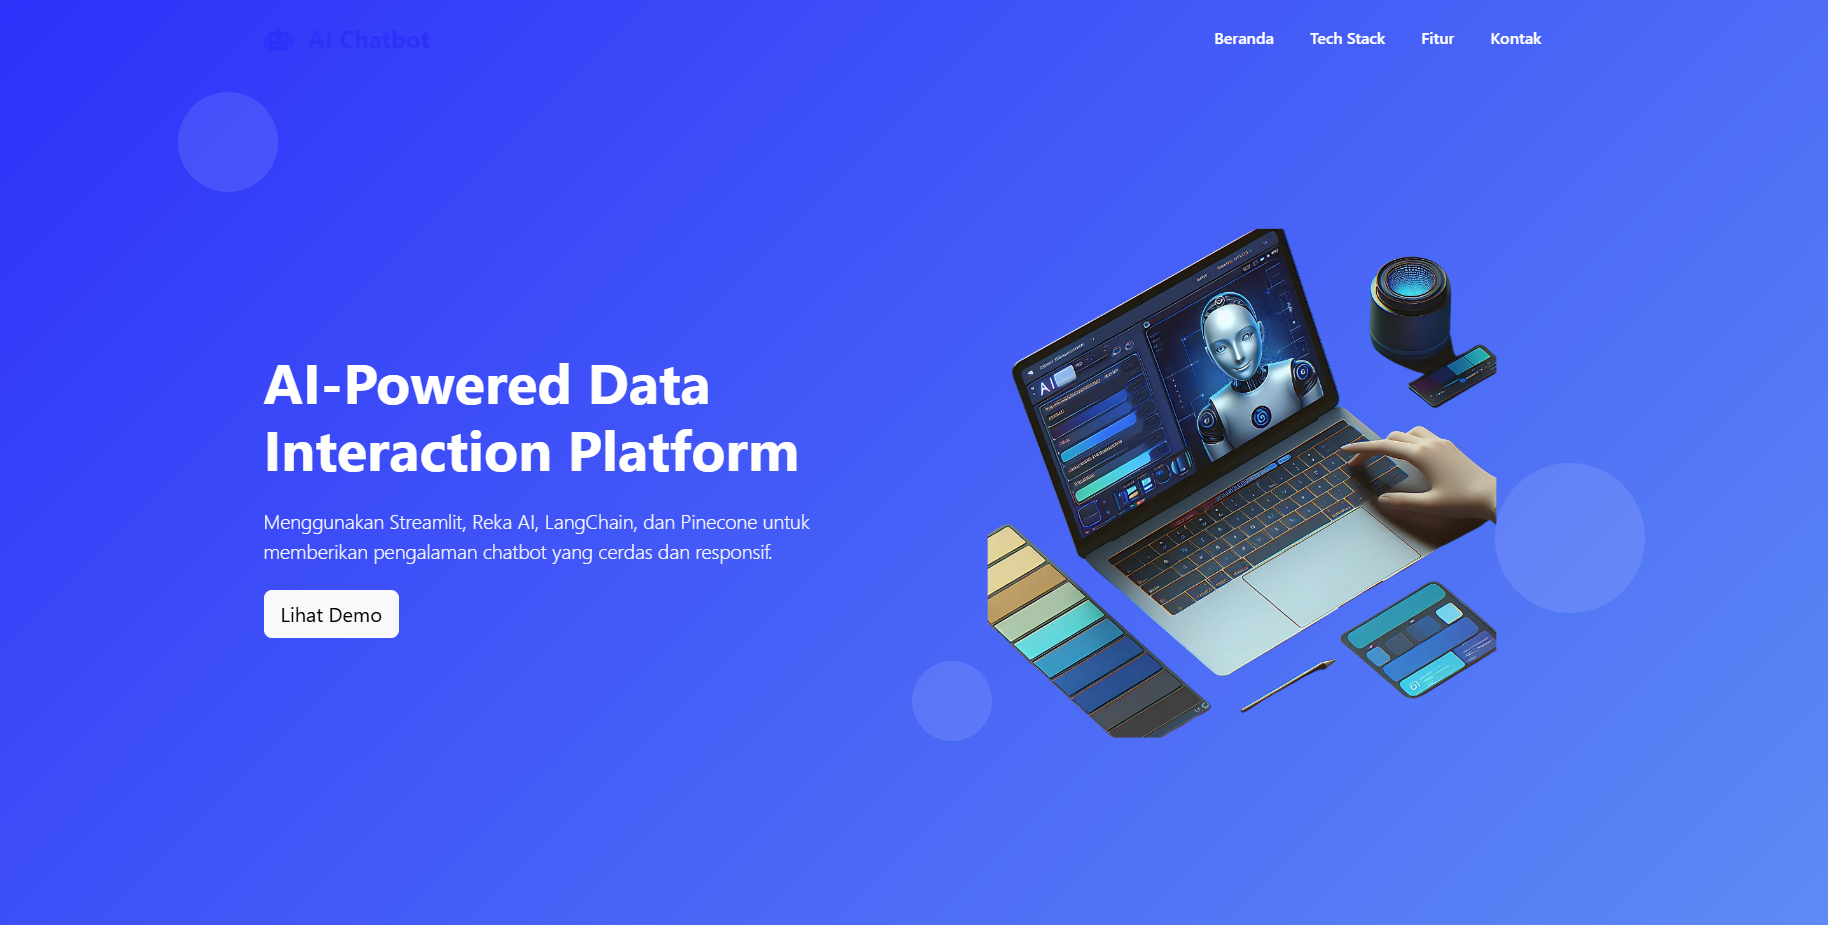 AI Chatbot
Beranda Tech Stack Fitur Kontak
AI-Powered Data
Interaction Platform
Menggunakan Streamlit, Reka AI, LangChain, dan Pinecone untuk
memberikan pengalaman chatbot yang cerdas dan responsif.
Lihat Demo
AI